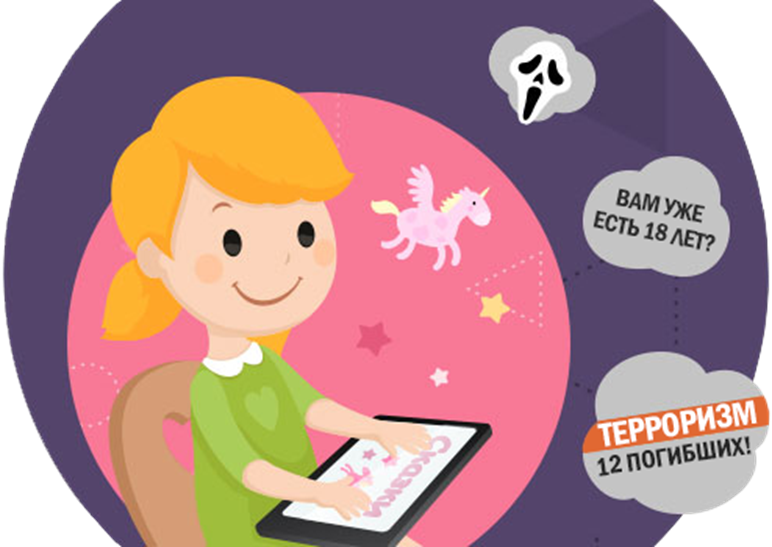 ВАМ УЖЕ
ЕСТЬ 18 ЛЕТ?
ТЕРРОРИЗМ
12 ПОГИБШИХ!
Сказки